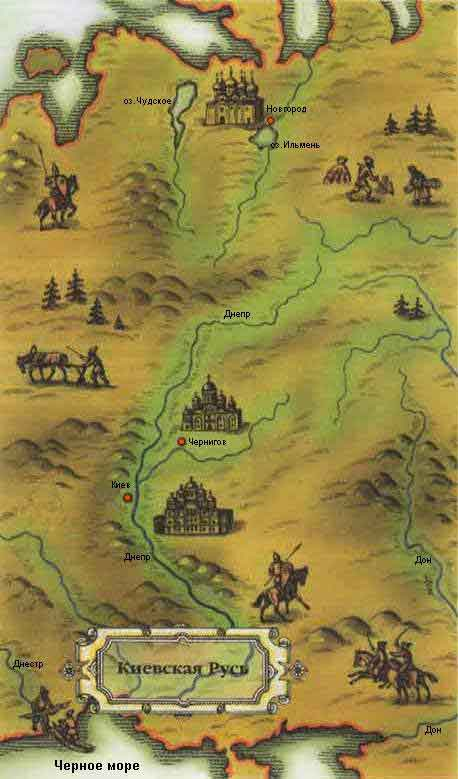 оз. Чудское
Новгород
оз. Ильмень
Днепр
Чернигов
Киев
Днепр
Дон
Днестр
Киевская Русь
Дон
Черное море